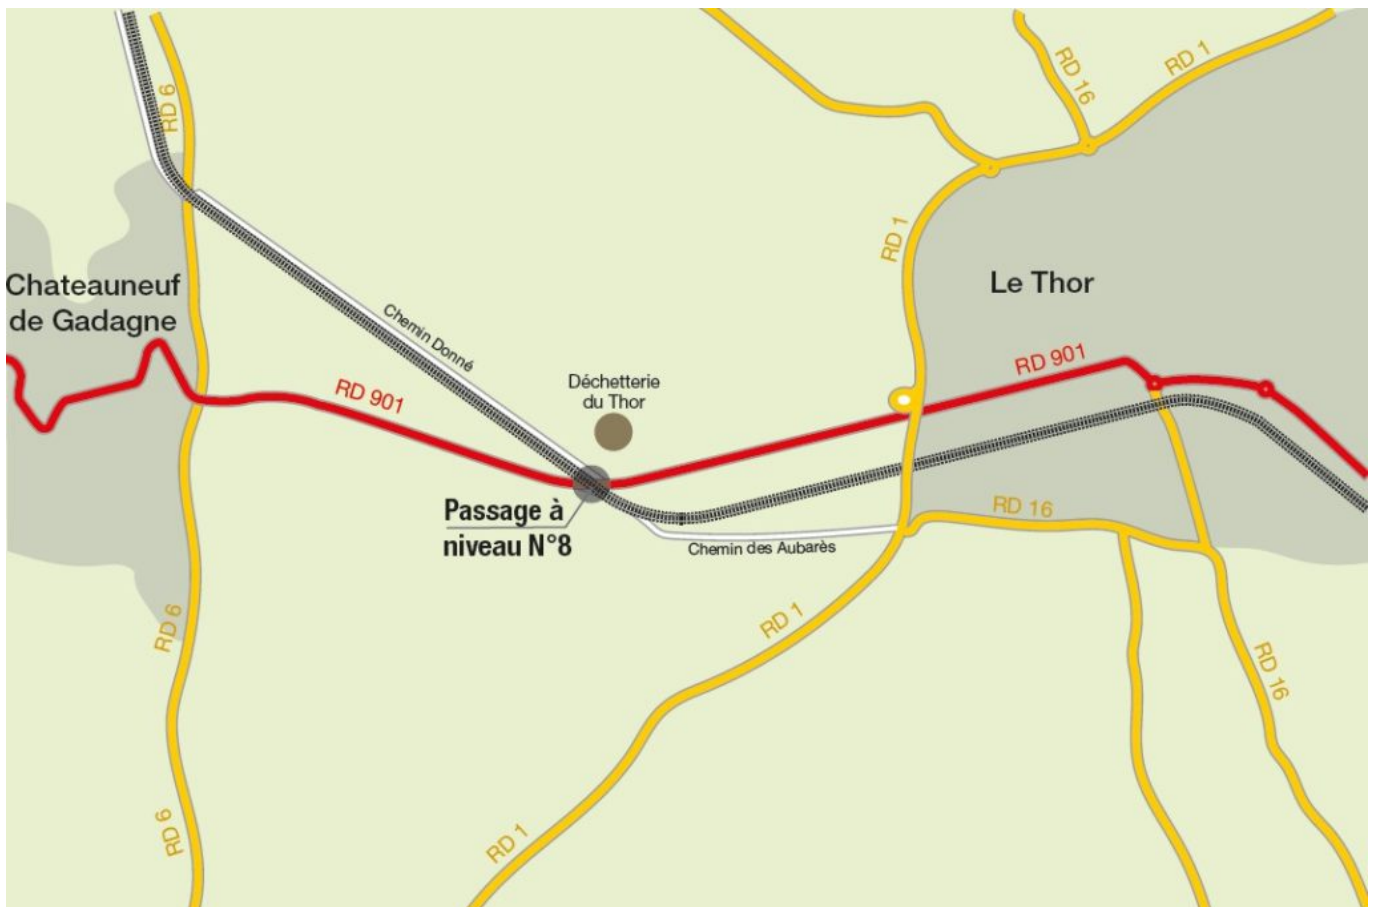 RD 6
RD 16
RD 1
RD 1
Chateauneuf
de Gadagne
Le Thor
Chemin Donné
RD 901
RD 901
Déchetterie
du Thor
Passage à
niveau N°8
RD 16
Chemin des Aubarès
RD 6
RD 1
RD 16
RD 6
RD 1